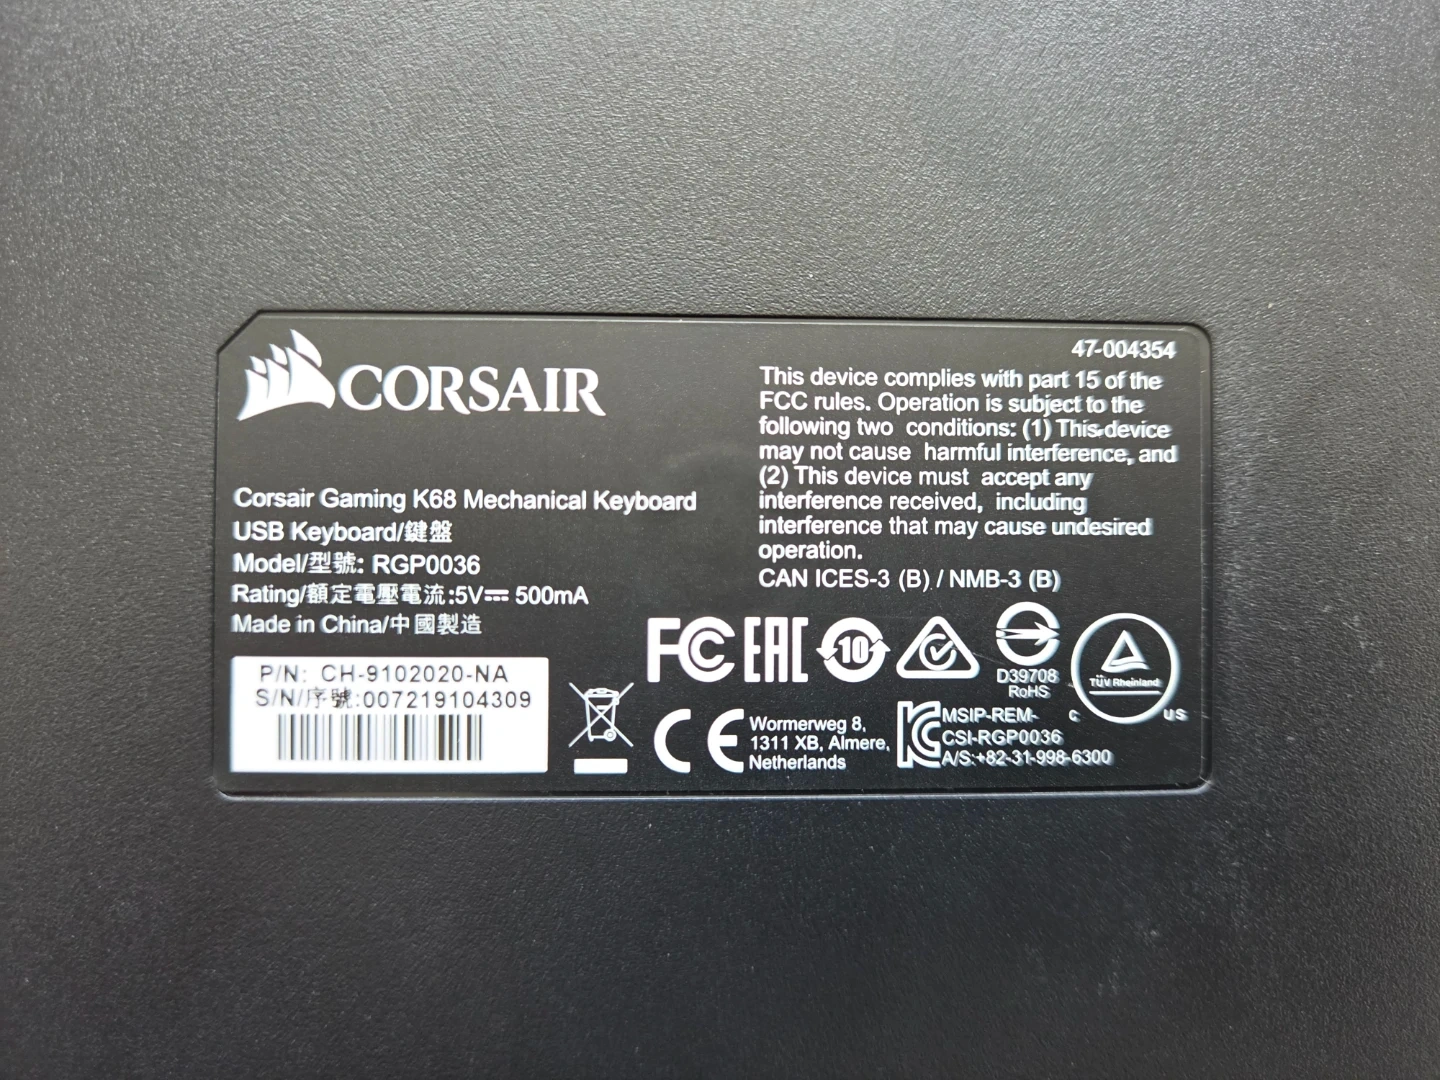 CORSAIR
Corsair Gaming K68 Mechanical Keyboard
USB Keyboard/鍵盤
Model/型號: RGP0036
Rating/額定電壓電流:5V⎓ 500mA
Made in China/中國製造
P/N: CH-9102020-NA
S/N/序號:007219104309
47-004354
This device complies with part 15 of the
FCC rules. Operation is subject to the
following two conditions: (1) This device
may not cause harmful interference, and
(2) This device must accept any
interference received, including
interference that may cause undesired
operation.
CAN ICES-3 (B) / NMB-3 (B)
FC EAC 10
D39708
RoHS
TÜV Rheinland
C US
CE
Wormerweg 8,
1311 XB, Almere,
Netherlands
KC
MSIP-REM-
CSI-RGP0036
A/S:+82-31-998-6300